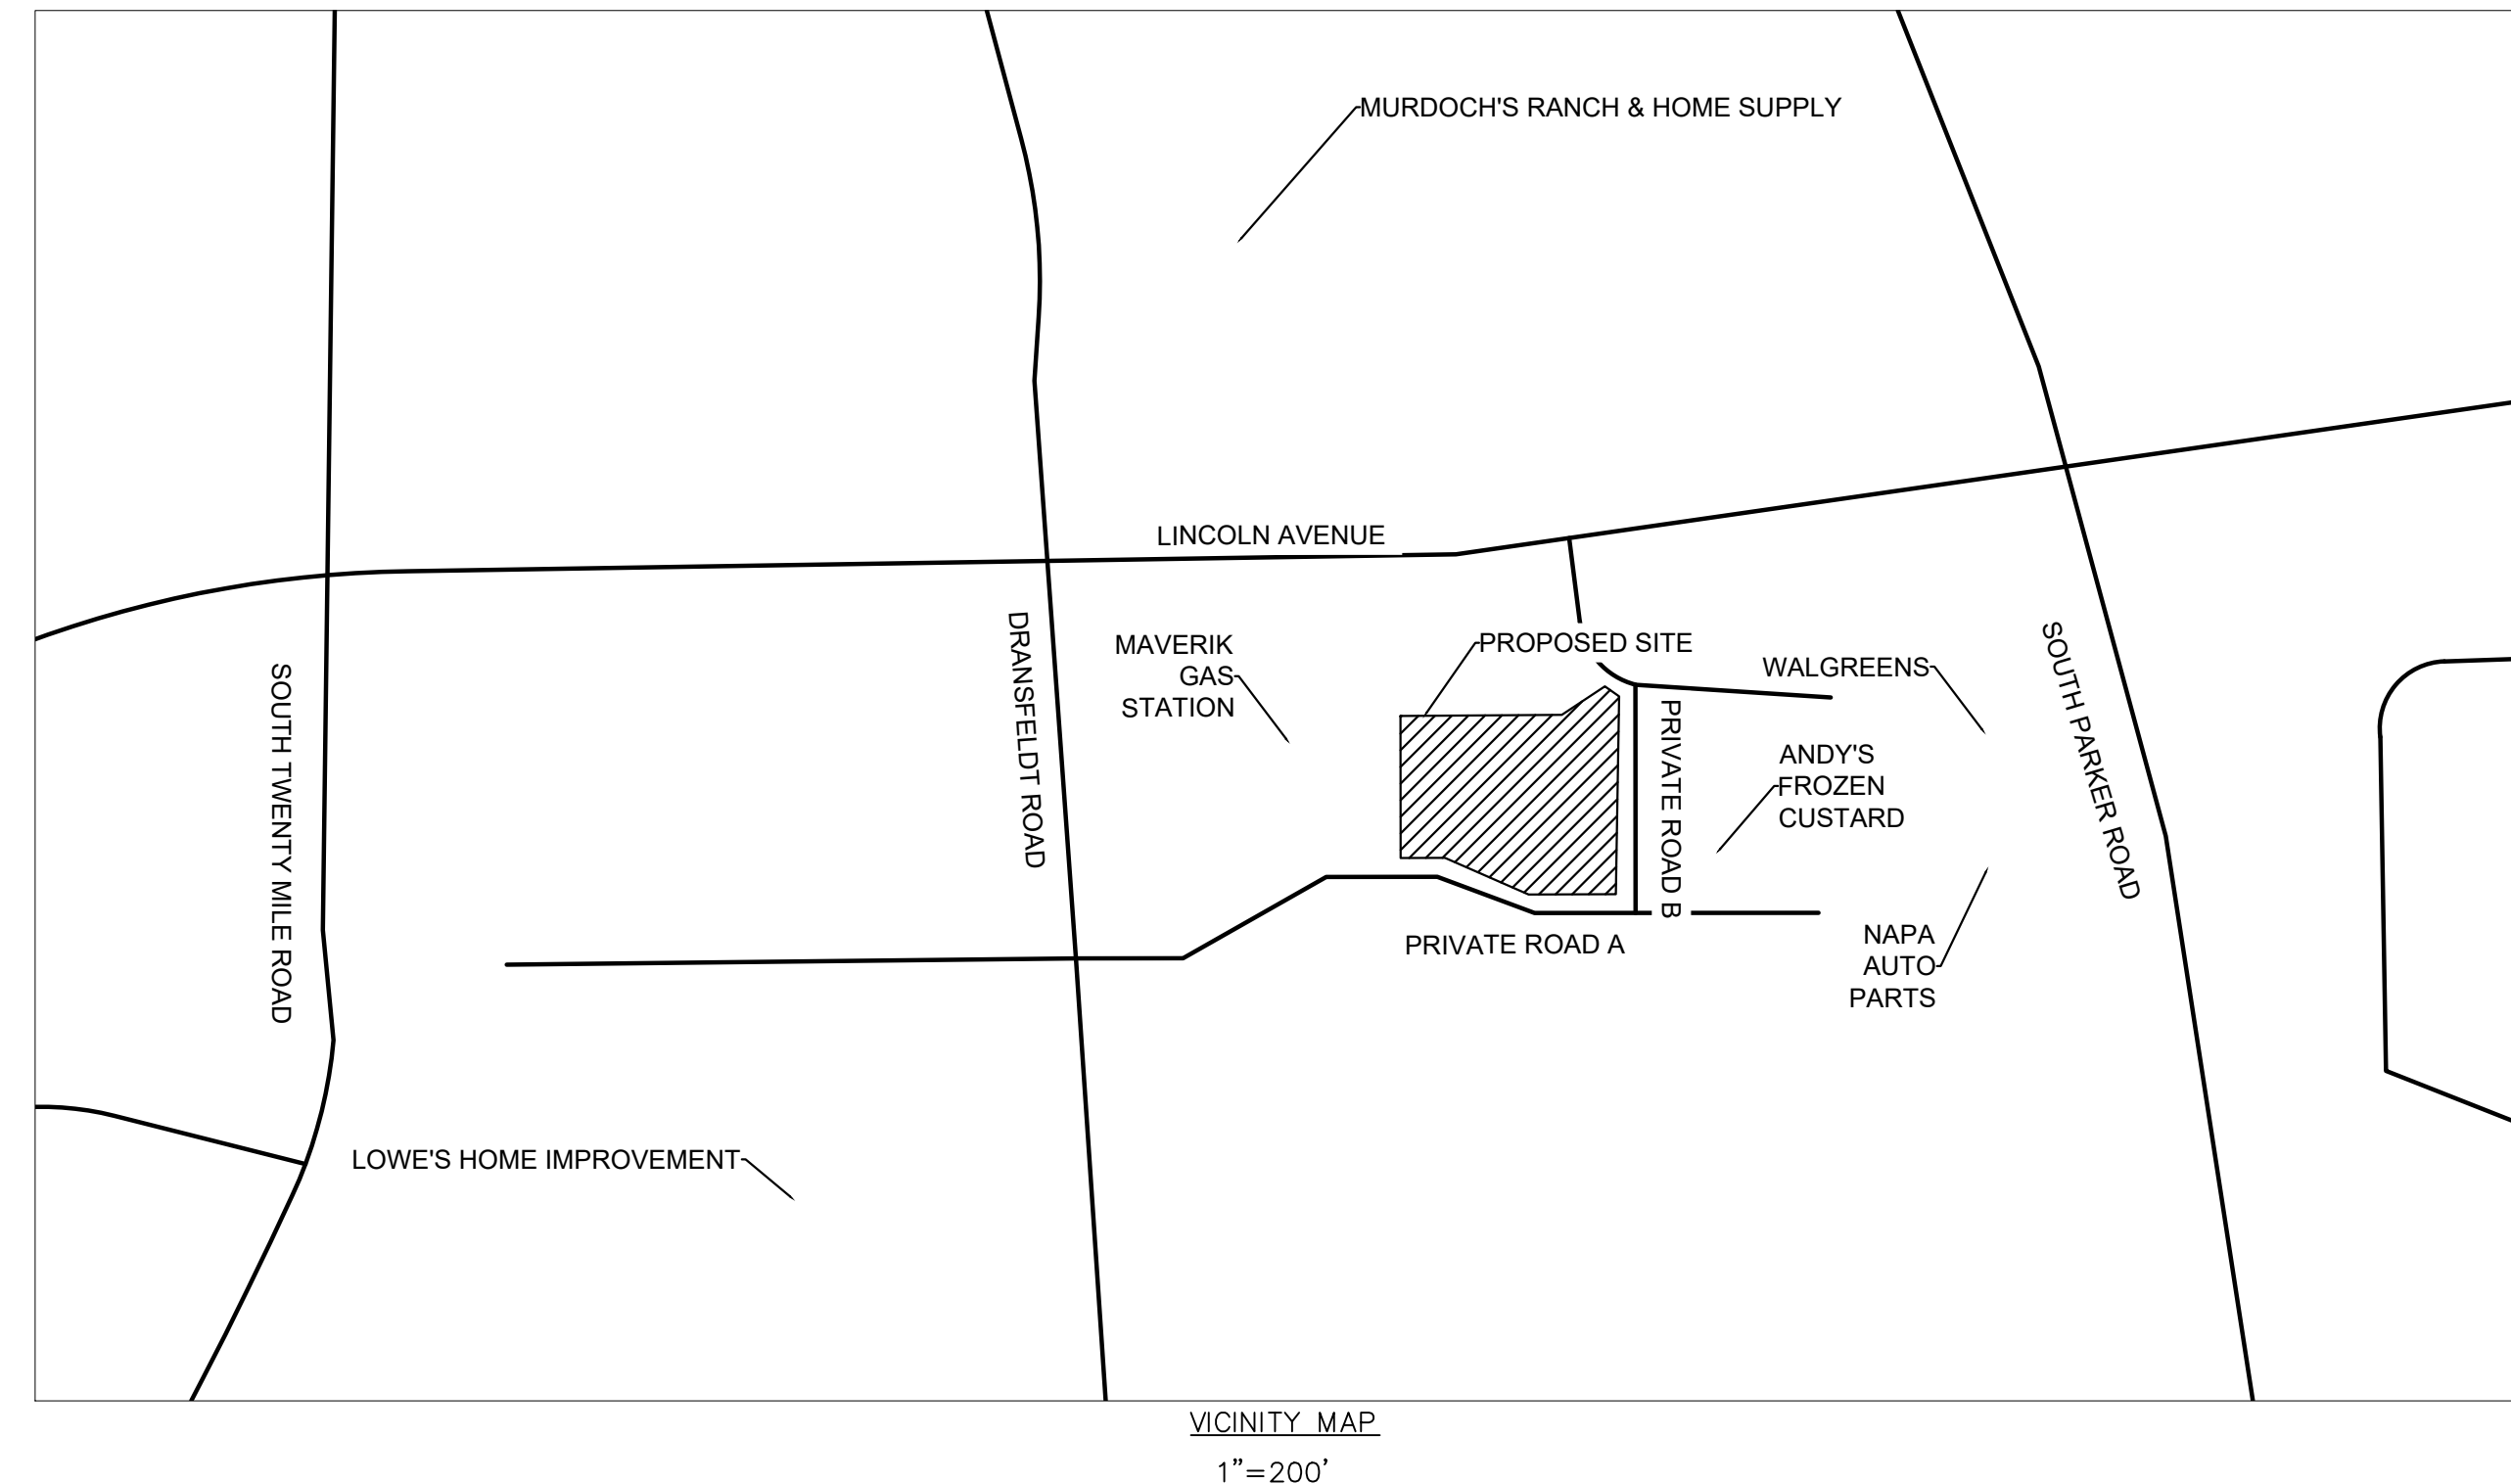 MURDOCH'S RANCH & HOME SUPPLY
LINCOLN AVENUE
SOUTH TWENTY MILE ROAD
DRANSFELDT ROAD
MAVERIK
GAS
STATION
PROPOSED SITE
WALGREENS
SOUTH PARKER ROAD
PRIVATE ROAD B
ANDY'S
FROZEN
CUSTARD
PRIVATE ROAD A
NAPA
AUTO
PARTS
LOWE'S HOME IMPROVEMENT
VICINITY MAP
1"=200'